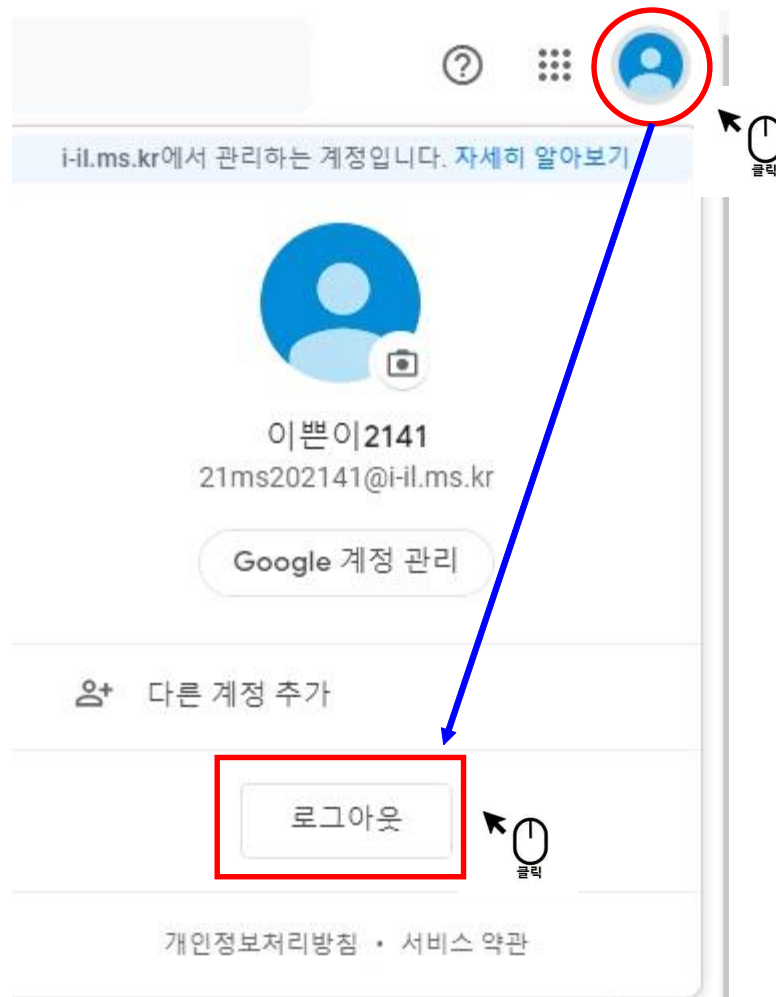 클릭
i-il.ms.kr에서 관리하는 계정입니다. 자세히 알아보기
이쁜이2141
21ms202141@i-il.ms.kr
Google 계정 관리
다른 계정 추가
로그아웃
클릭
개인정보처리방침 • 서비스 약관